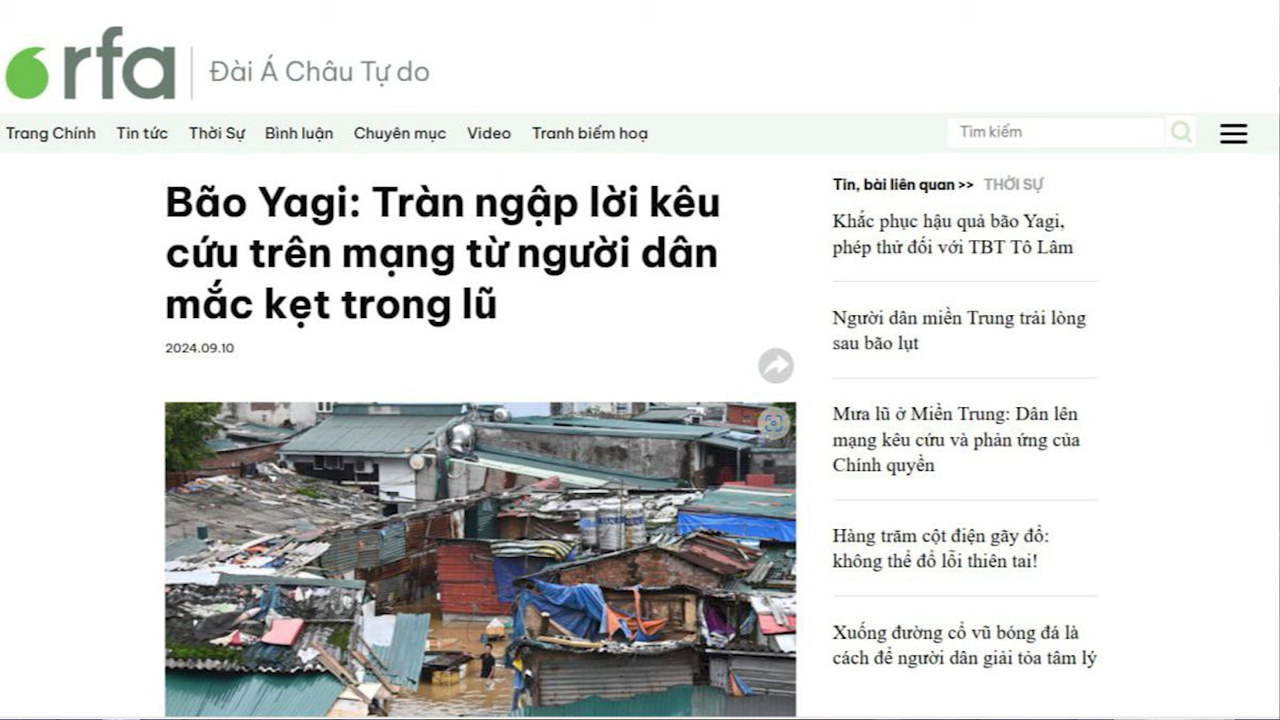 rfa
Đài Á Châu Tự do
Trang Chính Tin tức Thời Sự Bình luận Chuyên mục Video Tranh biếm hoạ
Tìm kiếm
Bão Yagi: Tràn ngập lời kêu
cứu trên mạng từ người dân
mắc kẹt trong lũ
2024.09.10
Tin, bài liên quan >> THỜI SỰ
Khắc phục hậu quả bão Yagi,
phép thử đối với TBT Tô Lâm
Người dân miền Trung trải lòng
sau bão lụt
Mưa lũ ở Miền Trung: Dân lên
mạng kêu cứu và phản ứng của
Chính quyền
Hàng trăm cột điện gãy đổ:
không thể đổ lỗi thiên tai!
Xuống đường cổ vũ bóng đá là
cách để người dân giải tỏa tâm lý